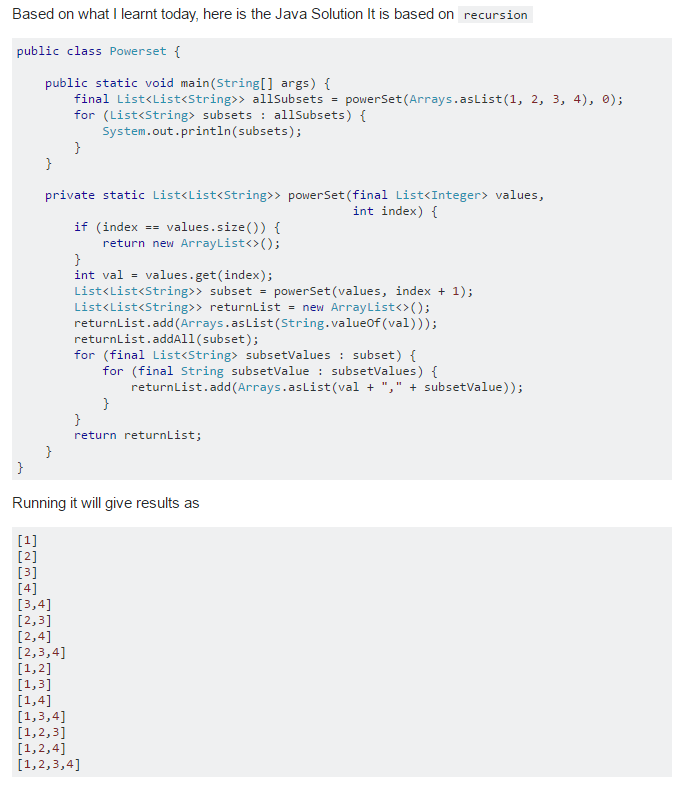 Based on what I learnt today, here is the Java Solution It is based on recursion
public class Powerset {
    public static void main(String[] args) {
        final List<List<String>> allSubsets = powerSet(Arrays.asList(1, 2, 3, 4), 0);
        for (List<String> subsets : allSubsets) {
            System.out.println(subsets);
        }
    }
    private static List<List<String>> powerSet(final List<Integer> values,
                                             int index) {
        if (index == values.size()) {
            return new ArrayList<>();
        }
        int val = values.get(index);
        List<List<String>> subset = powerSet(values, index + 1);
        List<List<String>> returnList = new ArrayList<>();
        returnList.add(Arrays.asList(String.valueOf(val)));
        returnList.addAll(subset);
        for (final List<String> subsetValues : subset) {
            for (final String subsetValue : subsetValues) {
                returnList.add(Arrays.asList(val + "," + subsetValue));
            }
        }
        return returnList;
    }
}
Running it will give results as
[1]
[2]
[3]
[4]
[3,4]
[2,3]
[2,4]
[2,3,4]
[1,2]
[1,3]
[1,4]
[1,3,4]
[1,2,3]
[1,2,4]
[1,2,3,4]